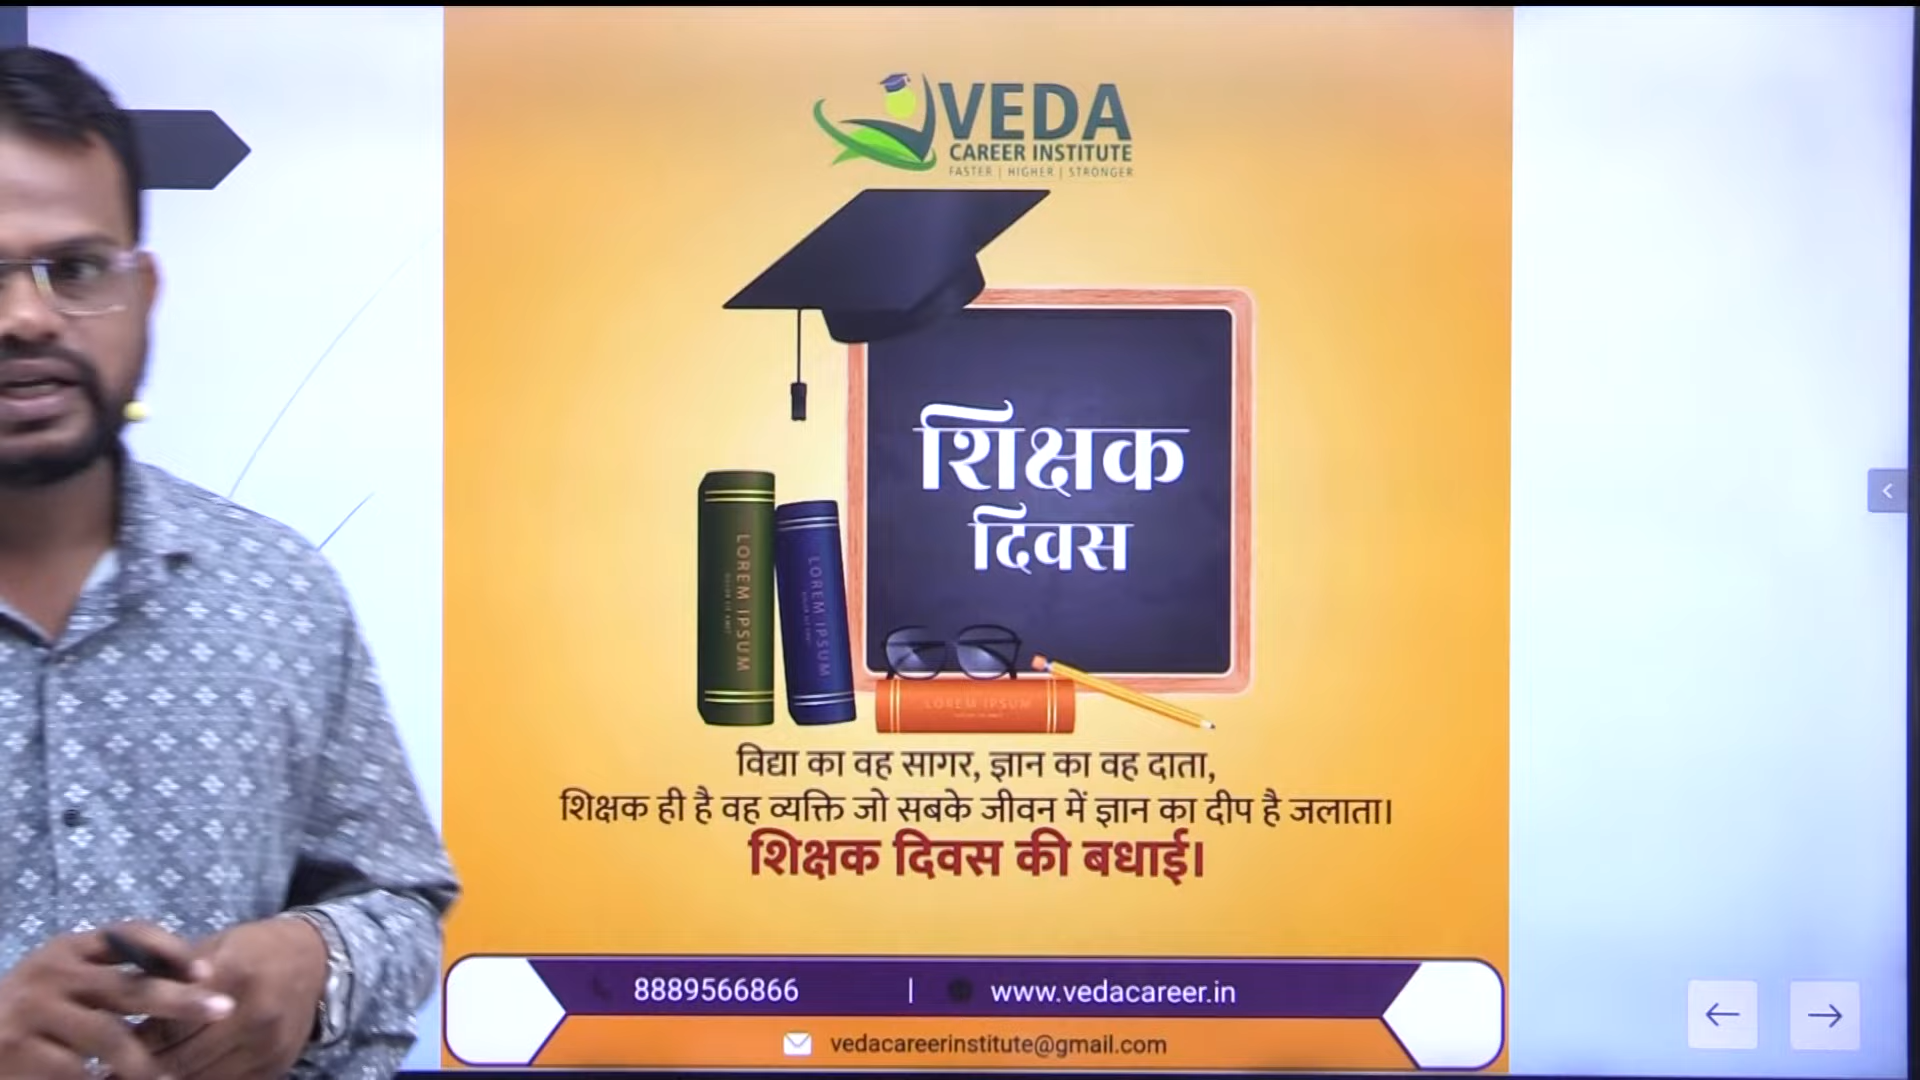 VEDA
CAREER INSTITUTE
FASTER | HIGHER | STRONGER
शिक्षक
दिवस
LOREM IPSUM
LOREM IPSUM
LOREM IPSUM
विद्या का वह सागर, ज्ञान का वह दाता,
शिक्षक ही है वह व्यक्ति जो सबके जीवन में ज्ञान का दीप है जलाता।
शिक्षक दिवस की बधाई।
8889566866 | www.vedacareer.in
vedacareerinstitute@gmail.com